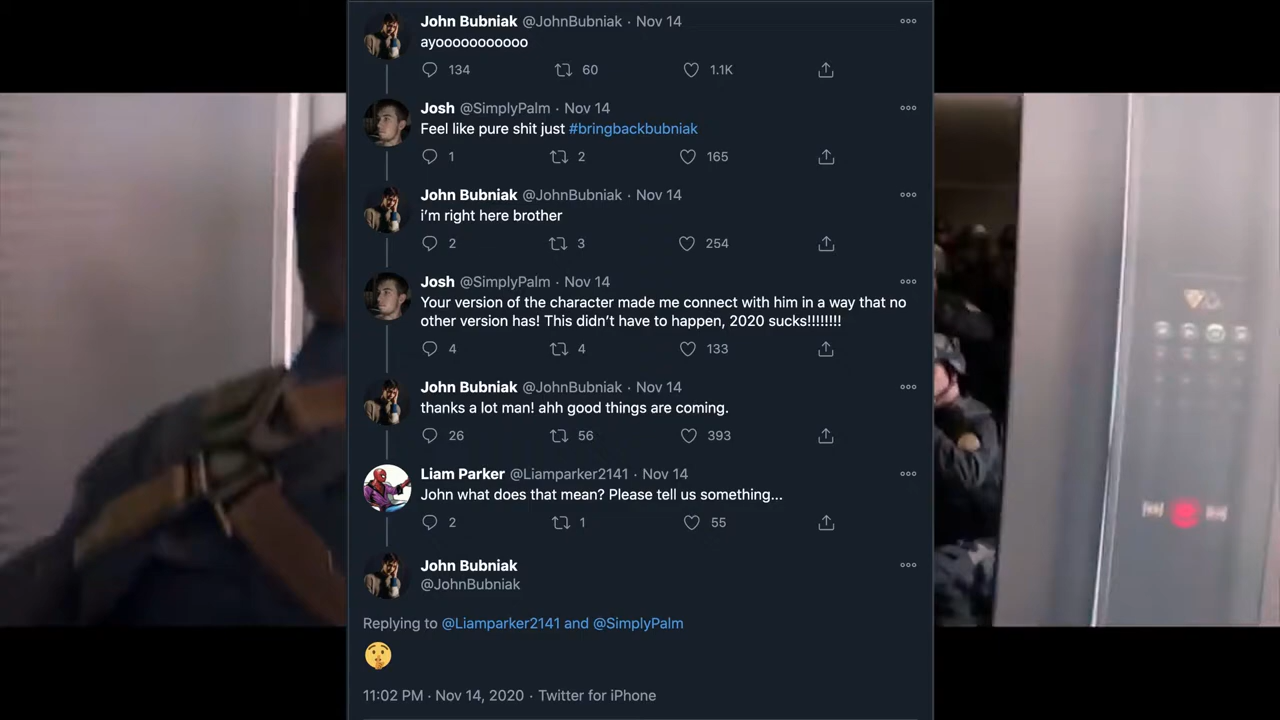 John Bubniak @JohnBubniak · Nov 14
ayooooooooooo
134 60 1.1K
Josh @SimplyPalm · Nov 14
Feel like pure shit just #bringbackbubniak
1 2 165
John Bubniak @JohnBubniak · Nov 14
i’m right here brother
2 3 254
Josh @SimplyPalm · Nov 14
Your version of the character made me connect with him in a way that no
other version has! This didn’t have to happen, 2020 sucks!!!!!!!!
4 4 133
John Bubniak @JohnBubniak · Nov 14
thanks a lot man! ahh good things are coming.
26 56 393
Liam Parker @Liamparker2141 · Nov 14
John what does that mean? Please tell us something...
2 1 55
John Bubniak
@JohnBubniak
Replying to @Liamparker2141 and @SimplyPalm
🤫
11:02 PM · Nov 14, 2020 · Twitter for iPhone